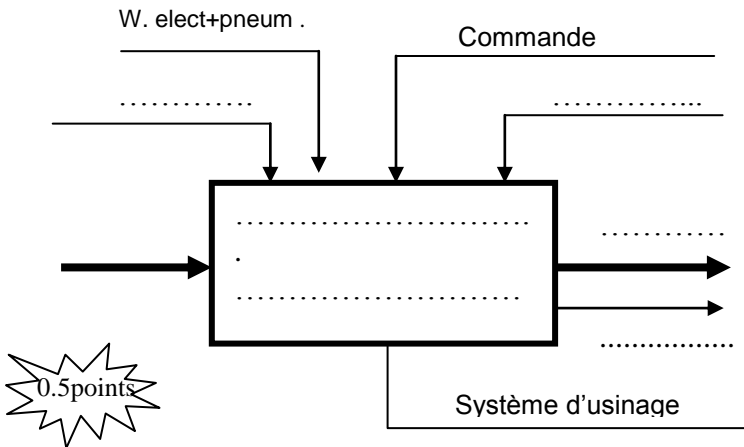 W. elect+pneum .
Commande
. . . . . . . . . . . . .
. . . . . . . . . . . . ...
. . . . . . . . . . . . . . . . . . . . . . . . . . . .
. . . . . . . . . . .
.
. . . . . . . . . . . . . . . . . . . . . . . . . . .
.................
0.5points
Système d’usinage